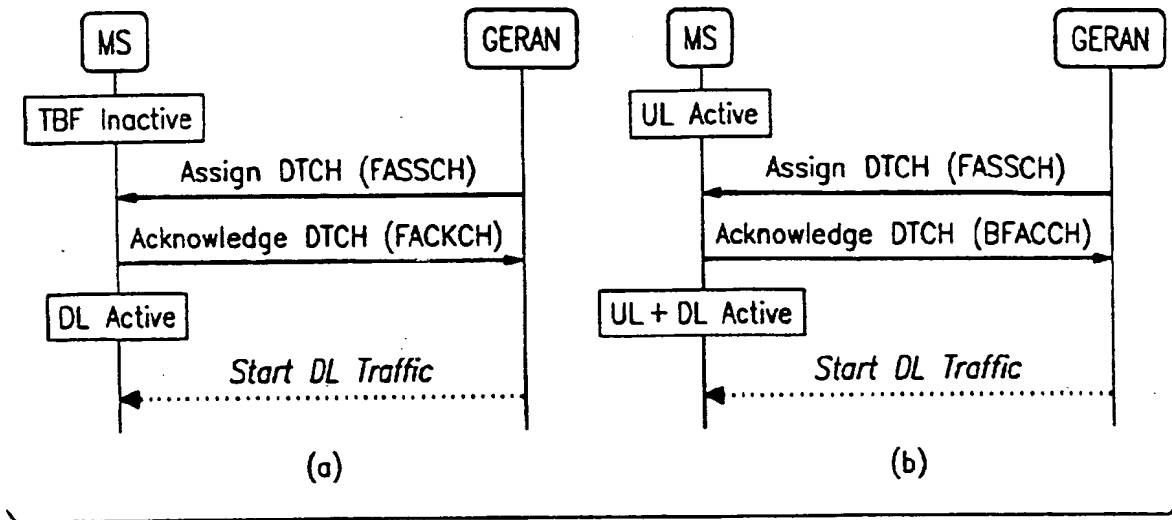 MS
GERAN
TBF Inactive
Assign DTCH (FASSCH)
Acknowledge DTCH (FACKCH)
DL Active
Start DL Traffic
(a)
MS
GERAN
UL Active
Assign DTCH (FASSCH)
Acknowledge DTCH (BFACCH)
UL + DL Active
Start DL Traffic
(b)